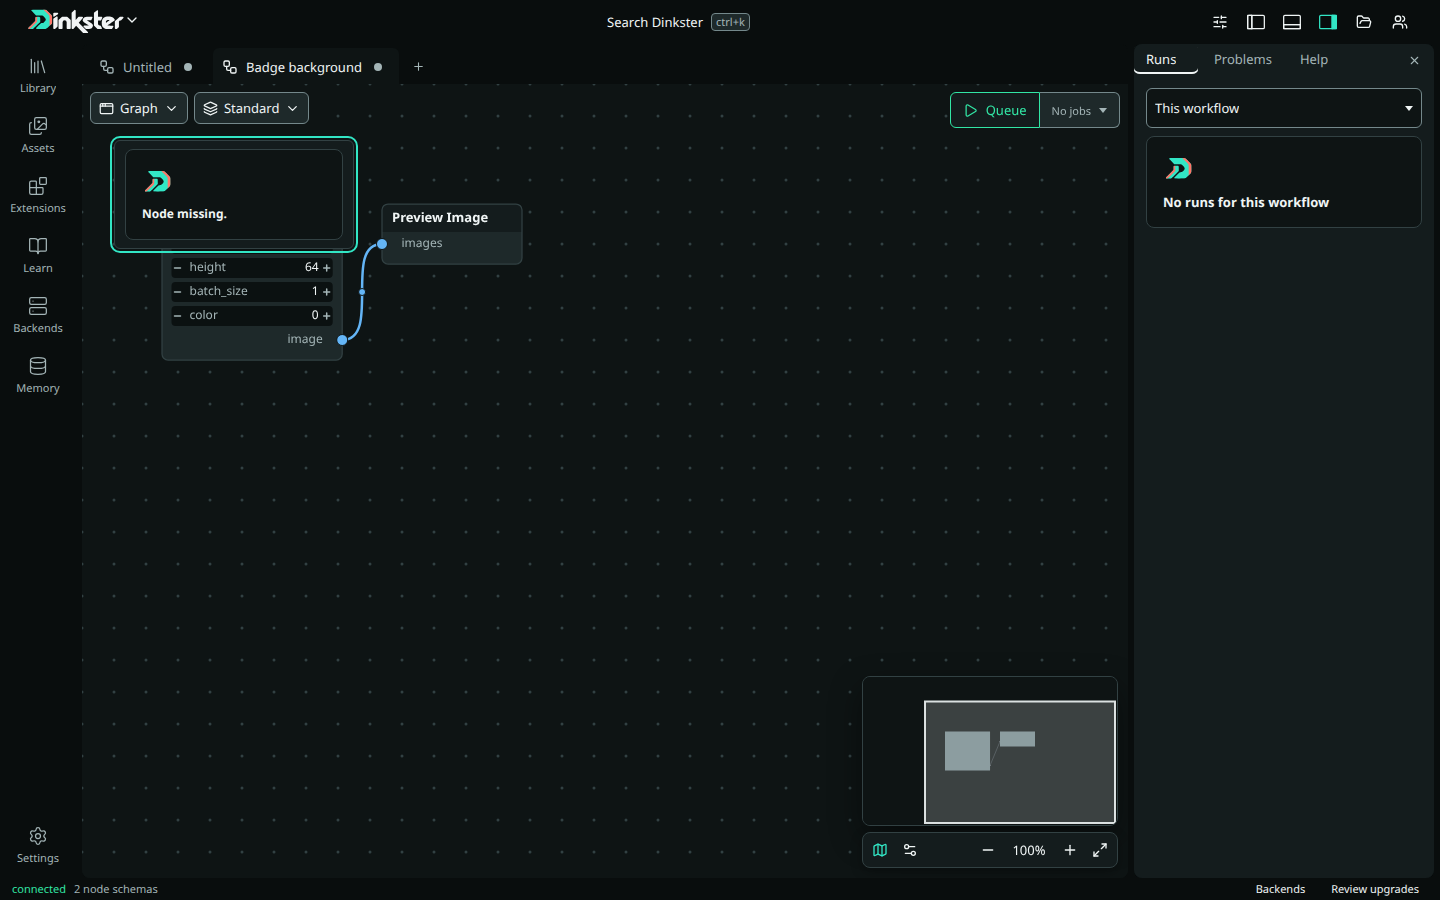 Dinkster
Search Dinkster ctrl+k
Library
Assets
Extensions
Learn
Backends
Memory
Settings
Untitled
Badge background
Graph
Standard
Queue
No jobs
Node missing.
height 64
batch_size 1
color 0
image
Preview Image
images
100%
Runs
Problems
Help
This workflow
No runs for this workflow
connected
2 node schemas
Backends
Review upgrades